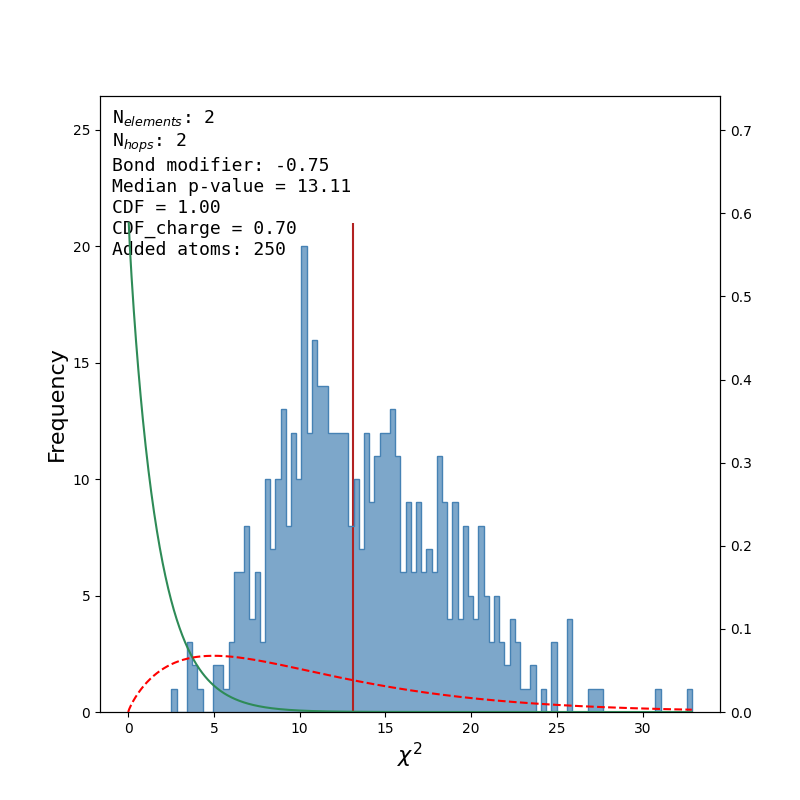 N_elements: 2
N_hops: 2
Bond modifier: -0.75
Median p-value = 13.11
CDF = 1.00
CDF_charge = 0.70
Added atoms: 250
Frequency
25
20
15
10
5
0
0.7
0.6
0.5
0.4
0.3
0.2
0.1
0.0
0 5 10 15 20 25 30
χ²